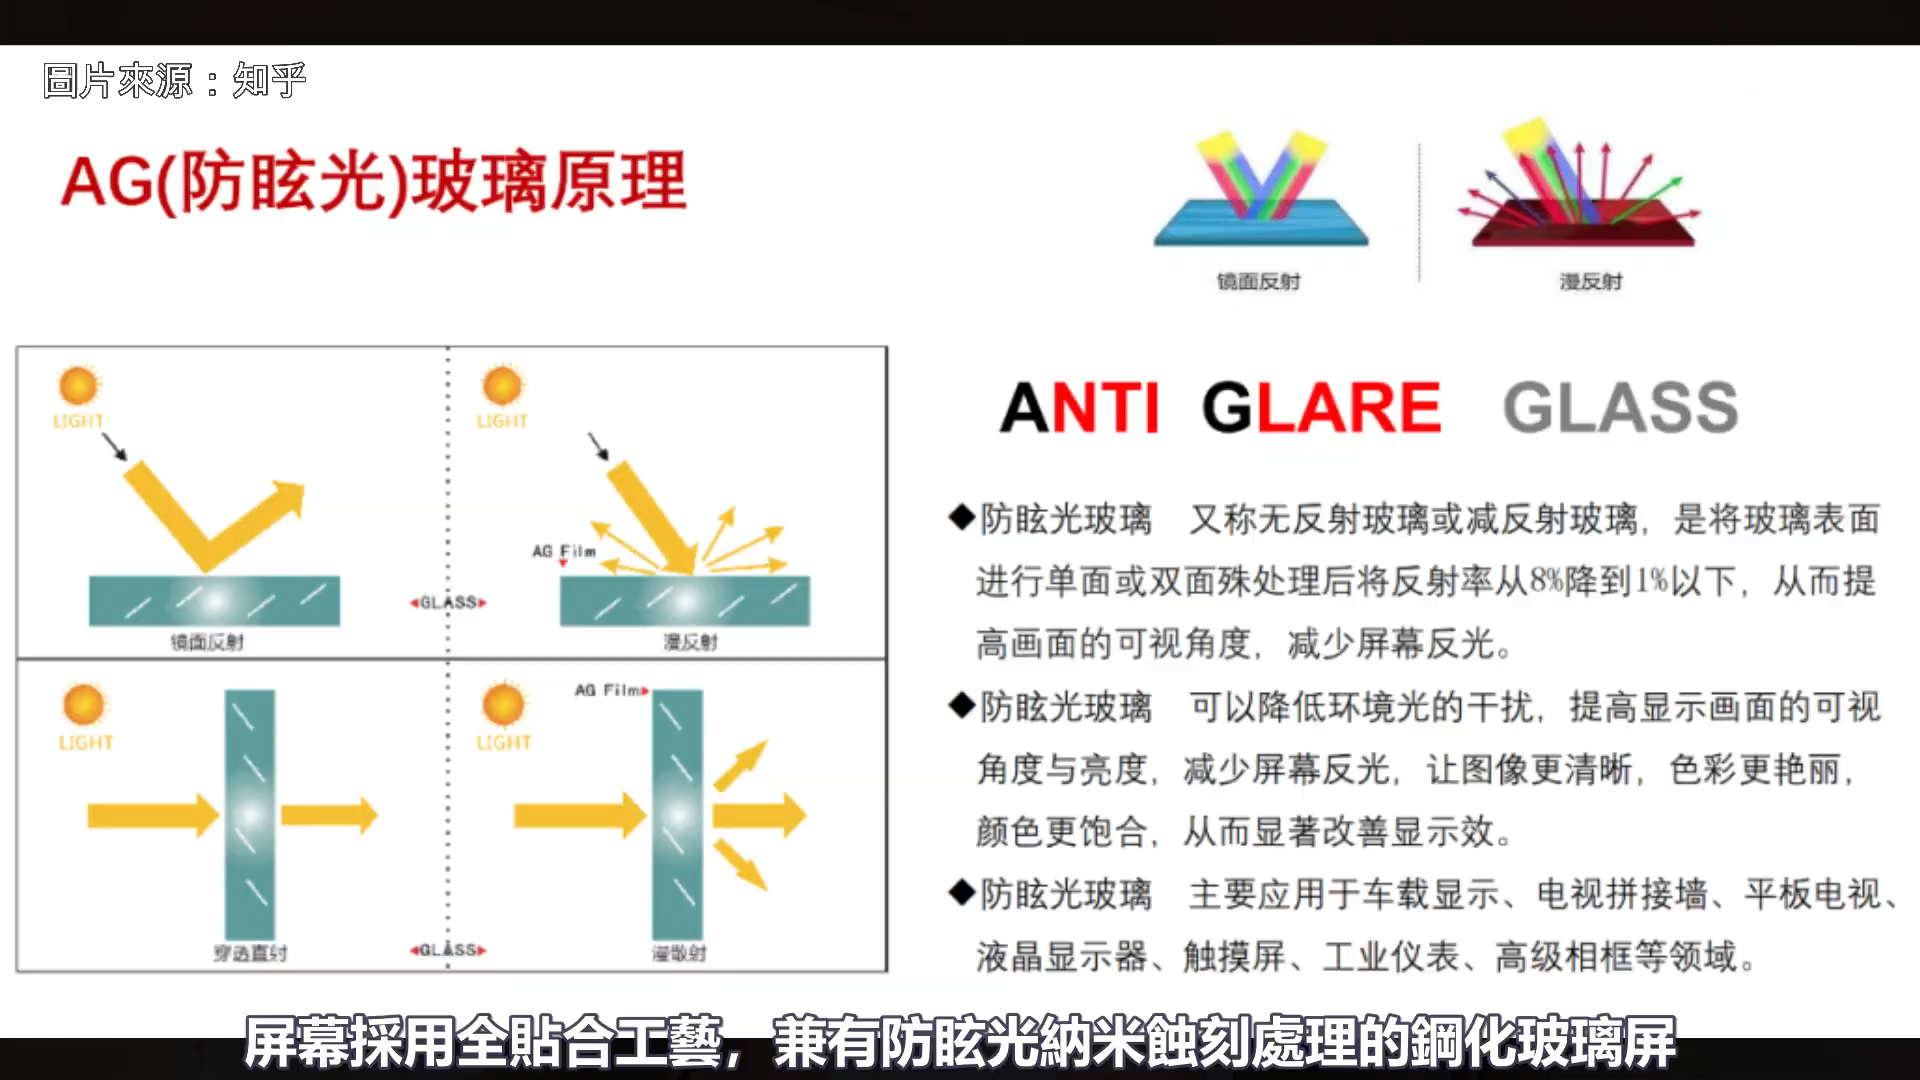 圖片來源：知乎
AG(防眩光)玻璃原理
镜面反射
漫反射
LIGHT
LIGHT
AG Film
◀GLASS▶
镜面反射
漫反射
LIGHT
AG Film
LIGHT
穿透直射
◀GLASS▶
漫散射
ANTI GLARE GLASS
◆防眩光玻璃 又称无反射玻璃或减反射玻璃，是将玻璃表面
进行单面或双面殊处理后将反射率从8%降到1%以下，从而提
高画面的可视角度，减少屏幕反光。
◆防眩光玻璃 可以降低环境光的干扰，提高显示画面的可视
角度与亮度，减少屏幕反光，让图像更清晰，色彩更艳丽，
颜色更饱合，从而显著改善显示效。
◆防眩光玻璃 主要应用于车载显示、电视拼接墙、平板电视、
液晶显示器、触摸屏、工业仪表、高级相框等领域。
屏幕採用全貼合工藝，兼有防眩光納米蝕刻處理的鋼化玻璃屏